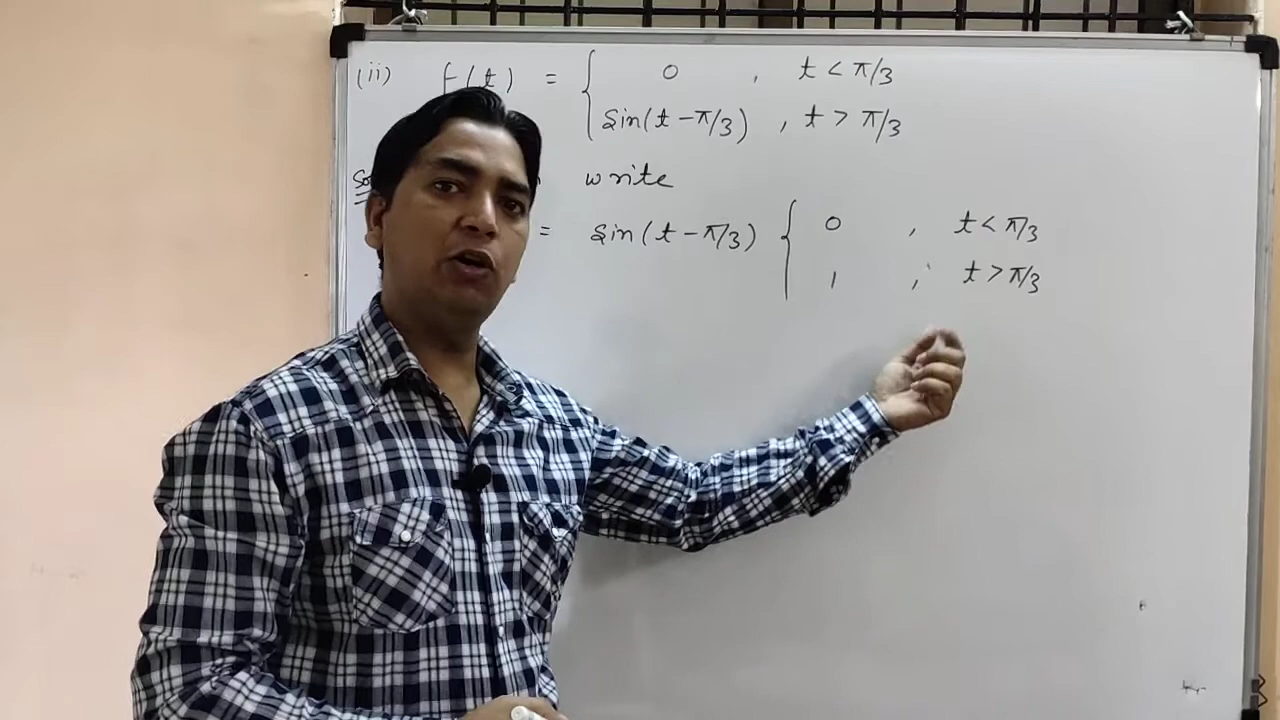 (ii) f(t) = { 0 , t < π/3
sin(t - π/3) , t > π/3
write
= sin(t - π/3) { 0 , t < π/3
1 , t > π/3